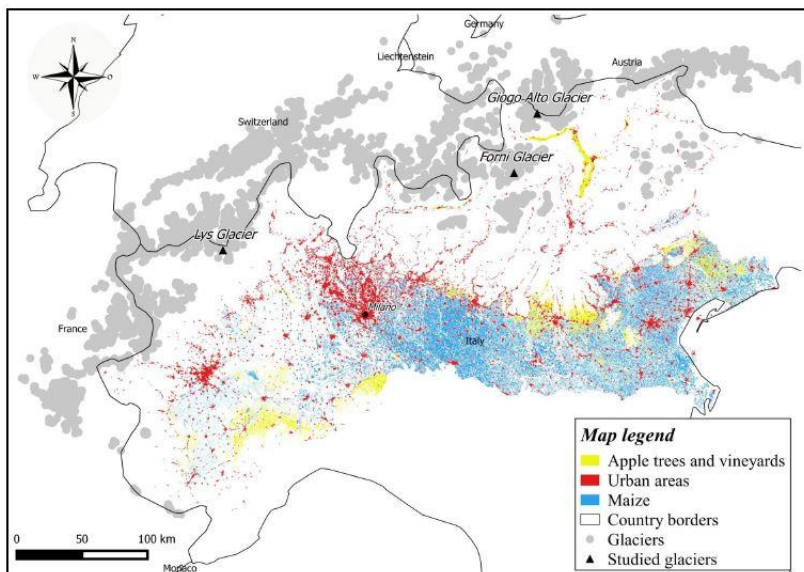 Germany
Liechtenstein
Austria
N
W
O
S
Giogo-Alto Glacier
Switzerland
Forni Glacier
Lys Glacier
Milano
France
Italy
Map legend
Apple trees and vineyards
Urban areas
Maize
Country borders
Glaciers
Studied glaciers
0
50
100 km
Monaco